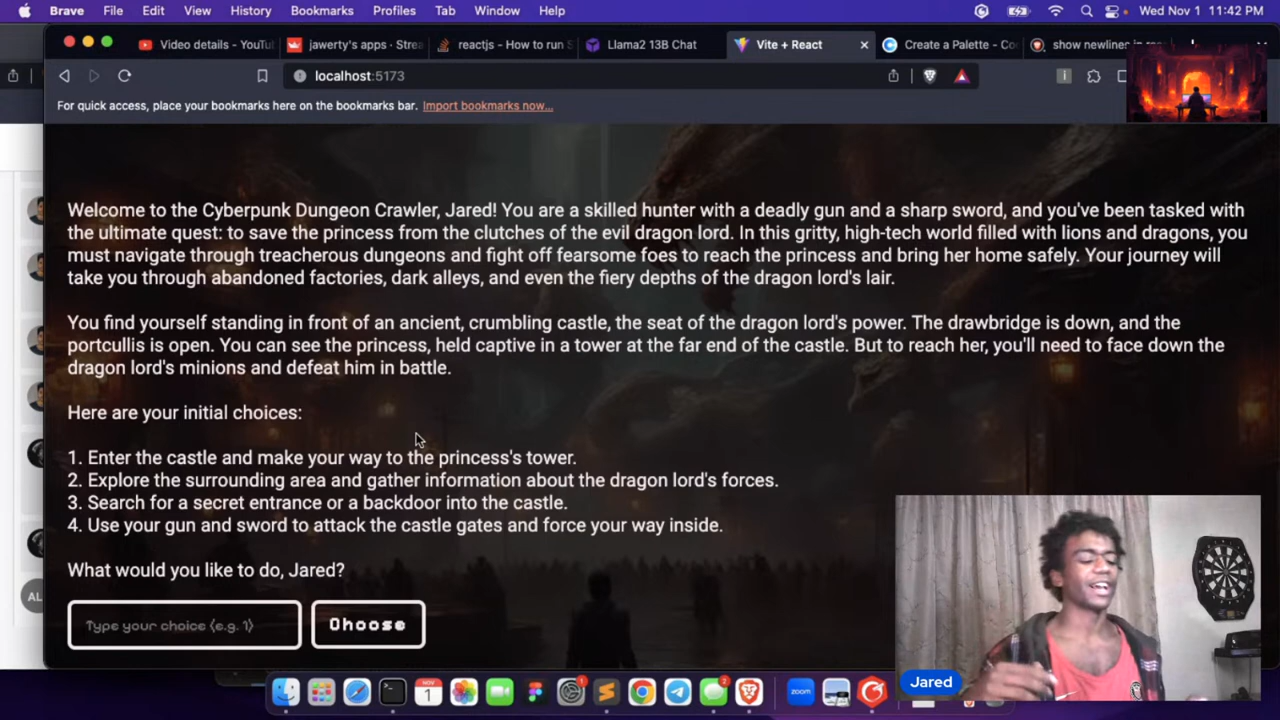 Brave File Edit View History Bookmarks Profiles Tab Window Help Wed Nov 1 11:42 PM
Video details - YouTu jawerty's apps · Strea reactjs - How to run S Llama2 13B Chat Vite + React Create a Palette - Co show newlines in
localhost:5173
For quick access, place your bookmarks here on the bookmarks bar. Import bookmarks now...
Welcome to the Cyberpunk Dungeon Crawler, Jared! You are a skilled hunter with a deadly gun and a sharp sword, and you've been tasked with
the ultimate quest: to save the princess from the clutches of the evil dragon lord. In this gritty, high-tech world filled with lions and dragons, you
must navigate through treacherous dungeons and fight off fearsome foes to reach the princess and bring her home safely. Your journey will
take you through abandoned factories, dark alleys, and even the fiery depths of the dragon lord's lair.
You find yourself standing in front of an ancient, crumbling castle, the seat of the dragon lord's power. The drawbridge is down, and the
portcullis is open. You can see the princess, held captive in a tower at the far end of the castle. But to reach her, you'll need to face down the
dragon lord's minions and defeat him in battle.
Here are your initial choices:
1. Enter the castle and make your way to the princess's tower.
2. Explore the surrounding area and gather information about the dragon lord's forces.
3. Search for a secret entrance or a backdoor into the castle.
4. Use your gun and sword to attack the castle gates and force your way inside.
What would you like to do, Jared?
Type your choice (e.g. 1) Choose
AL
Jared
NOV
1 1 2
zoom